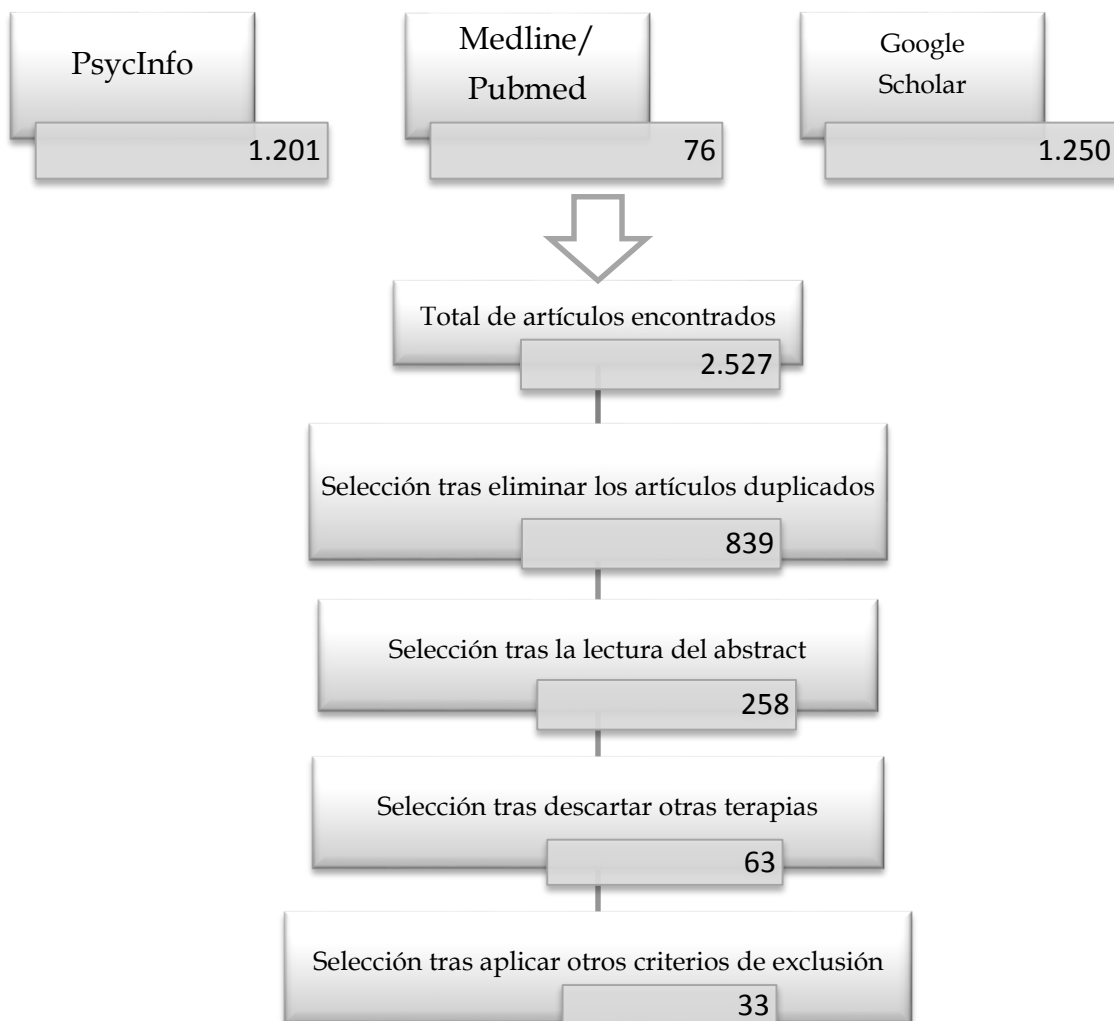 PsycInfo
1.201
Medline/
Pubmed
76
Google
Scholar
1.250
Total de artículos encontrados
2.527
Selección tras eliminar los artículos duplicados
839
Selección tras la lectura del abstract
258
Selección tras descartar otras terapias
63
Selección tras aplicar otros criterios de exclusión
33